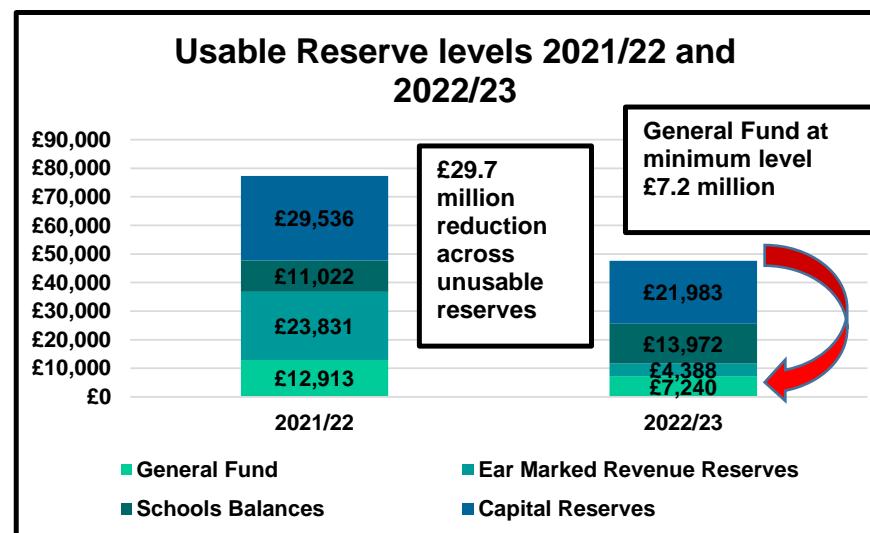 Usable Reserve levels 2021/22 and
2022/23
£90,000
£80,000
£70,000
£60,000
£50,000
£40,000
£30,000
£20,000
£10,000
£0
£29,536
£11,022
£23,831
£12,913
2021/22
£29.7
million
reduction
across
unusable
reserves
General Fund at
minimum level
£7.2 million
£21,983
£13,972
£4,388
£7,240
2022/23
General Fund
Ear Marked Revenue Reserves
Schools Balances
Capital Reserves